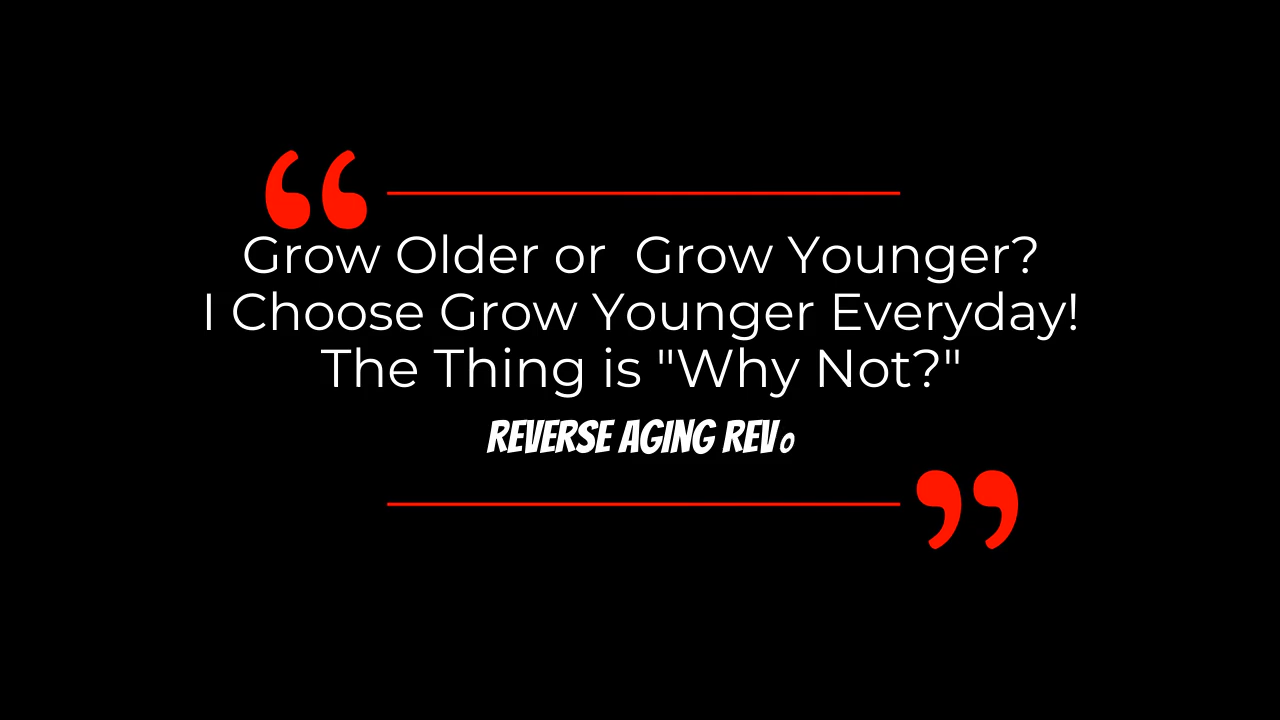 Grow Older or Grow Younger?
I Choose Grow Younger Everyday!
The Thing is "Why Not?"
REVERSE AGING REVO